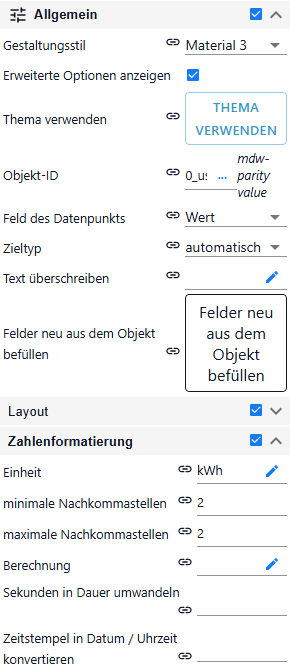 Allgemein
Gestaltungsstil Material 3
Erweiterte Optionen anzeigen
Thema verwenden THEMA
VERWENDEN
Objekt-ID 0_us ... mdw-
parity
value
Feld des Datenpunkts Wert
Zieltyp automatisch
Text überschreiben
Felder neu aus dem Objekt
befüllen
Felder neu
aus dem
Objekt
befüllen
Layout
Zahlenformatierung
Einheit kWh
minimale Nachkommastellen 2
maximale Nachkommastellen 2
Berechnung
Sekunden in Dauer umwandeln
Zeitstempel in Datum / Uhrzeit
konvertieren